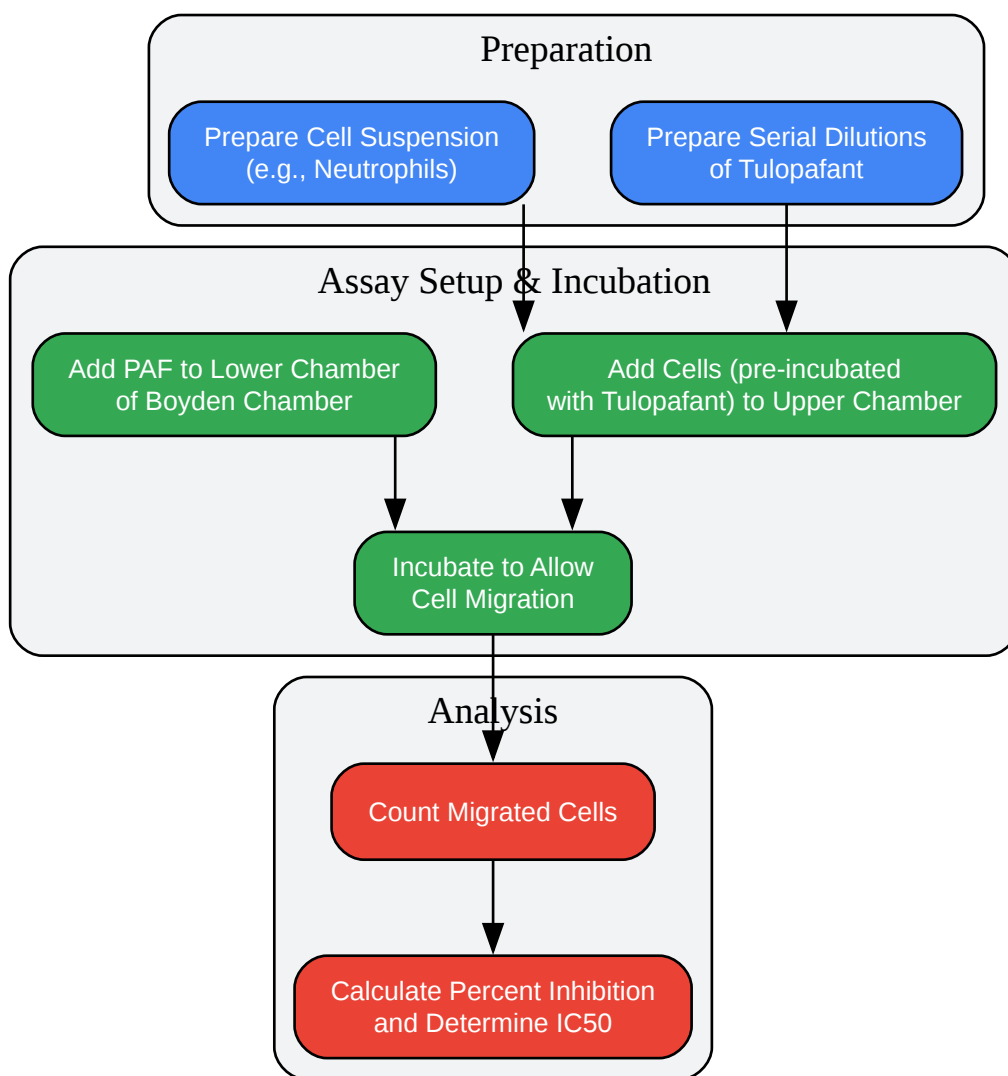 Preparation
Prepare Cell Suspension
(e.g., Neutrophils)
Prepare Serial Dilutions
of Tulopafant
Assay Setup & Incubation
Add PAF to Lower Chamber
of Boyden Chamber
Add Cells (pre-incubated
with Tulopafant) to Upper Chamber
Incubate to Allow
Cell Migration
Analysis
Count Migrated Cells
Calculate Percent Inhibition
and Determine IC50